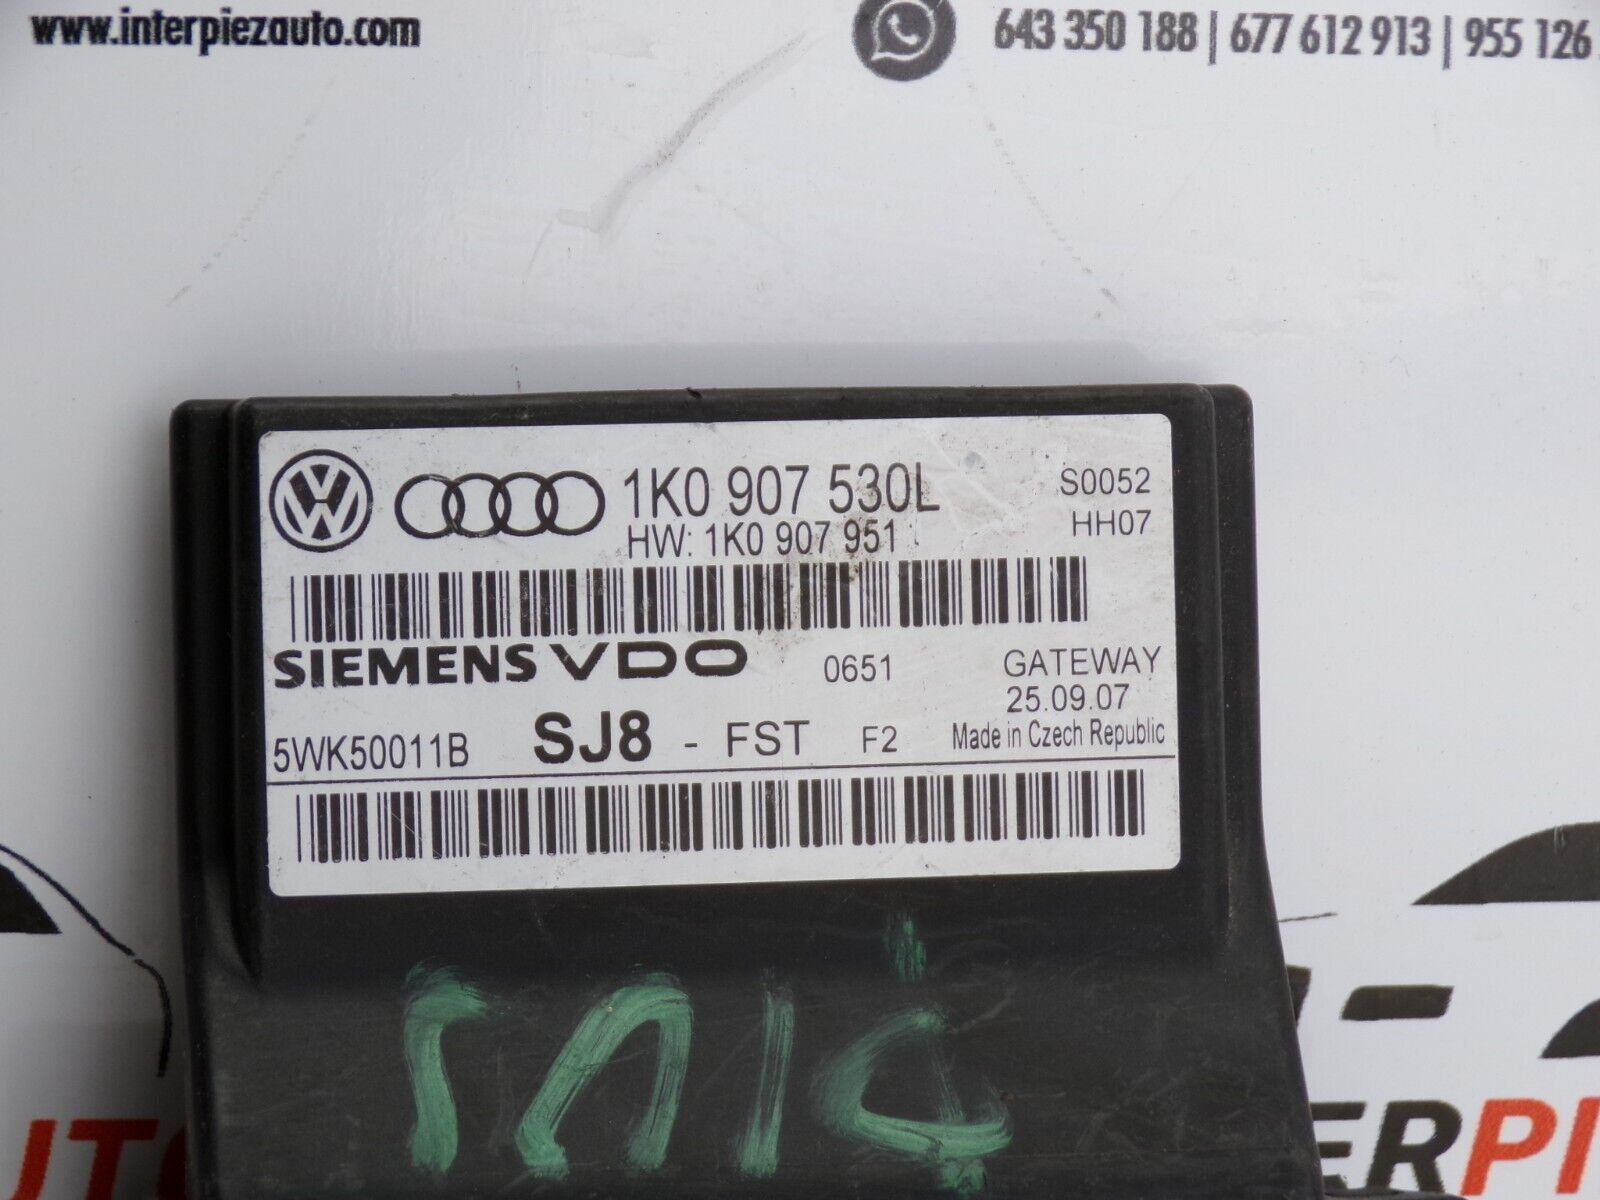 www.interpiezauto.com
643 350 188 | 677 612 913 | 955 126
1K0 907 530L
S0052
HW: 1K0 907 951
HH07
SIEMENS VDO
0651
GATEWAY
25.09.07
5WK50011B
SJ8 - FST F2
Made in Czech Republic